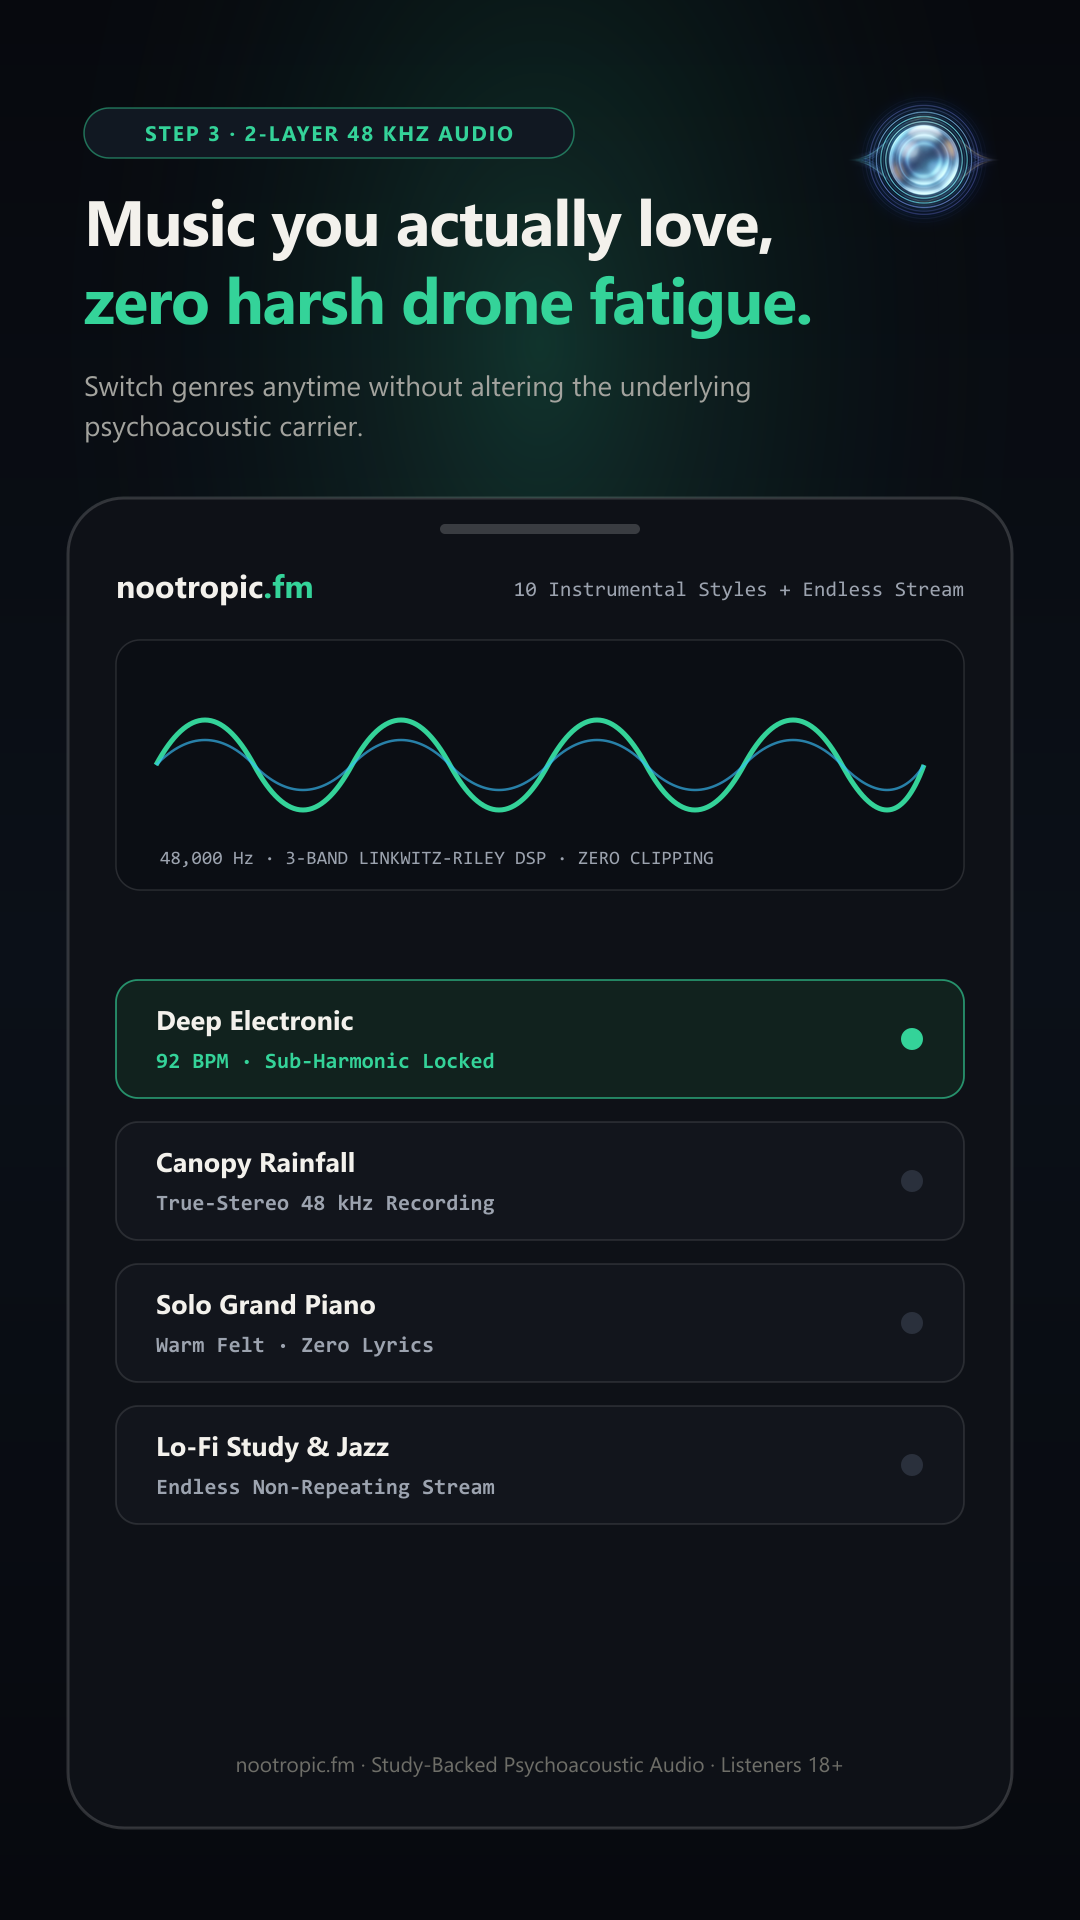 STEP 3 · 2-LAYER 48 KHZ AUDIO
Music you actually love,
zero harsh drone fatigue.
Switch genres anytime without altering the underlying
psychoacoustic carrier.
nootropic.fm
10 Instrumental Styles + Endless Stream
48,000 Hz · 3-BAND LINKWITZ-RILEY DSP · ZERO CLIPPING
Deep Electronic
92 BPM · Sub-Harmonic Locked
Canopy Rainfall
True-Stereo 48 kHz Recording
Solo Grand Piano
Warm Felt · Zero Lyrics
Lo-Fi Study & Jazz
Endless Non-Repeating Stream
nootropic.fm · Study-Backed Psychoacoustic Audio · Listeners 18+